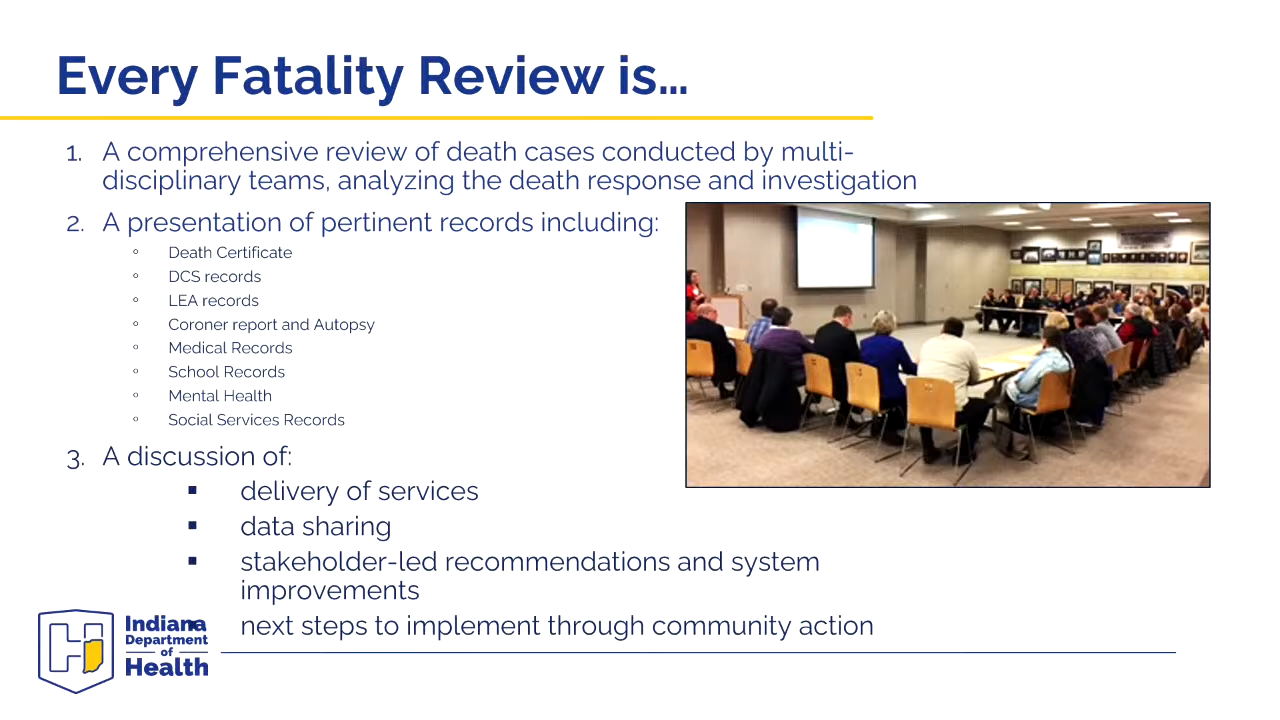 Every Fatality Review is…
1. A comprehensive review of death cases conducted by multi-
disciplinary teams, analyzing the death response and investigation
2. A presentation of pertinent records including:
° Death Certificate
° DCS records
° LEA records
° Coroner report and Autopsy
° Medical Records
° School Records
° Mental Health
° Social Services Records
3. A discussion of:
▪ delivery of services
▪ data sharing
▪ stakeholder-led recommendations and system
improvements
next steps to implement through community action
Indiana
Department
of
Health